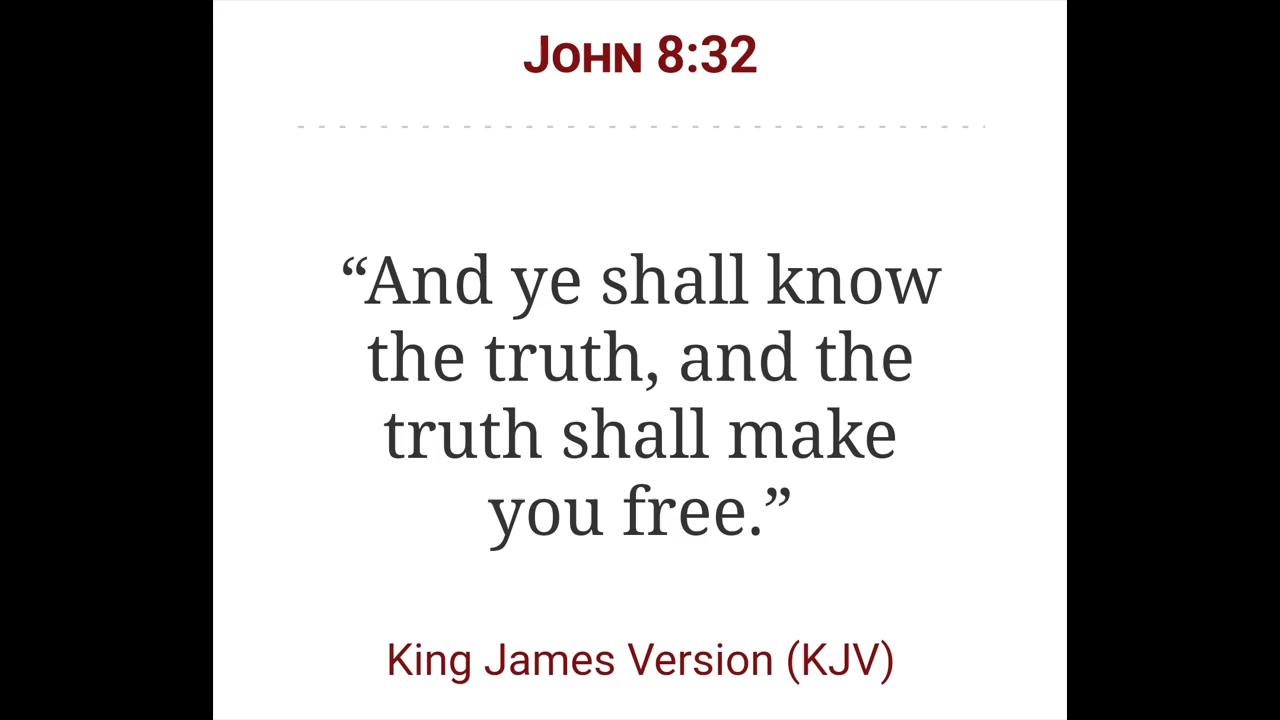 John 8:32
“And ye shall know
the truth, and the
truth shall make
you free.”
King James Version (KJV)